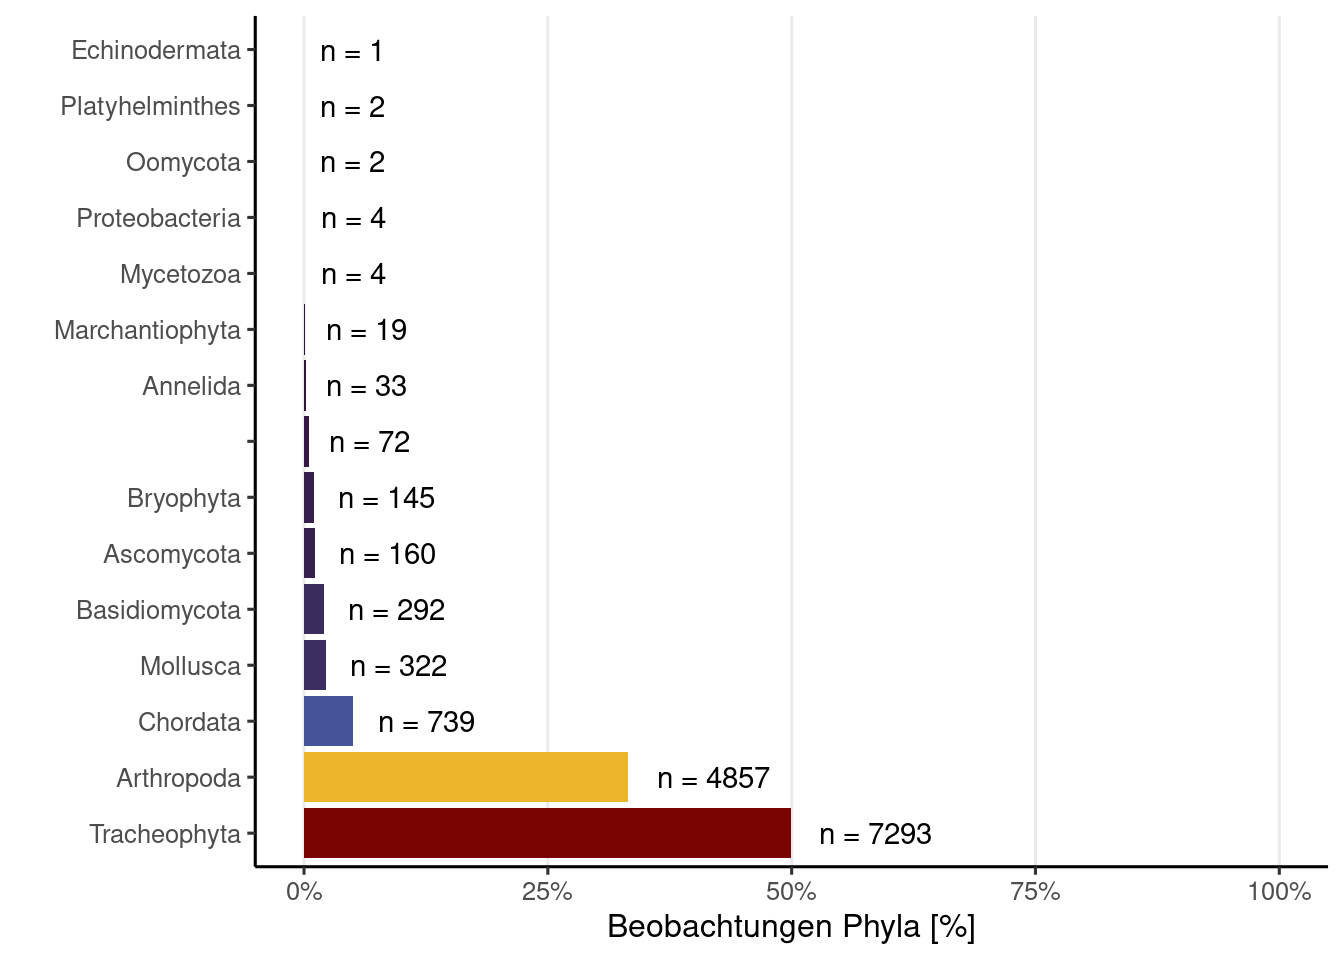 Echinodermata n = 1
Platyhelminthes n = 2
Oomycota n = 2
Proteobacteria n = 4
Mycetozoa n = 4
Marchantiophyta n = 19
Annelida n = 33
n = 72
Bryophyta n = 145
Ascomycota n = 160
Basidiomycota n = 292
Mollusca n = 322
Chordata n = 739
Arthropoda n = 4857
Tracheophyta n = 7293
0% 25% 50% 75% 100%
Beobachtungen Phyla [%]